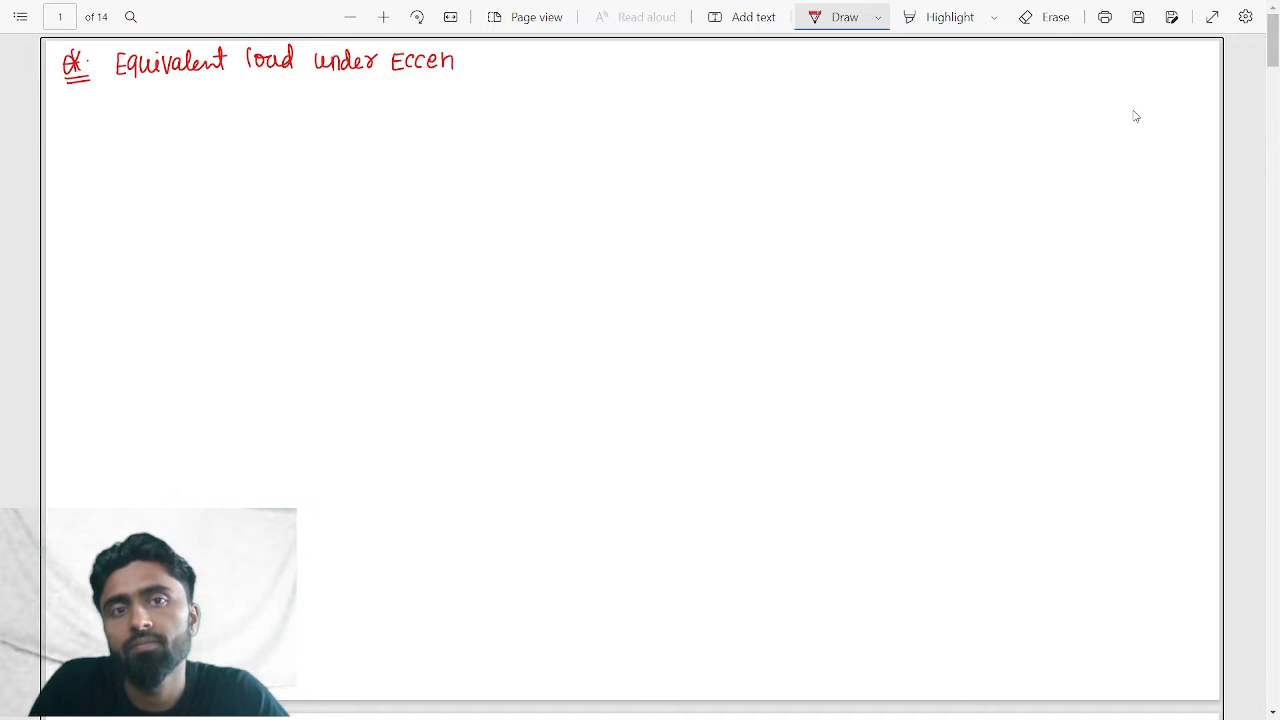 1 of 14 Page view Read aloud Add text Draw Highlight Erase
Equivalent load under Eccen